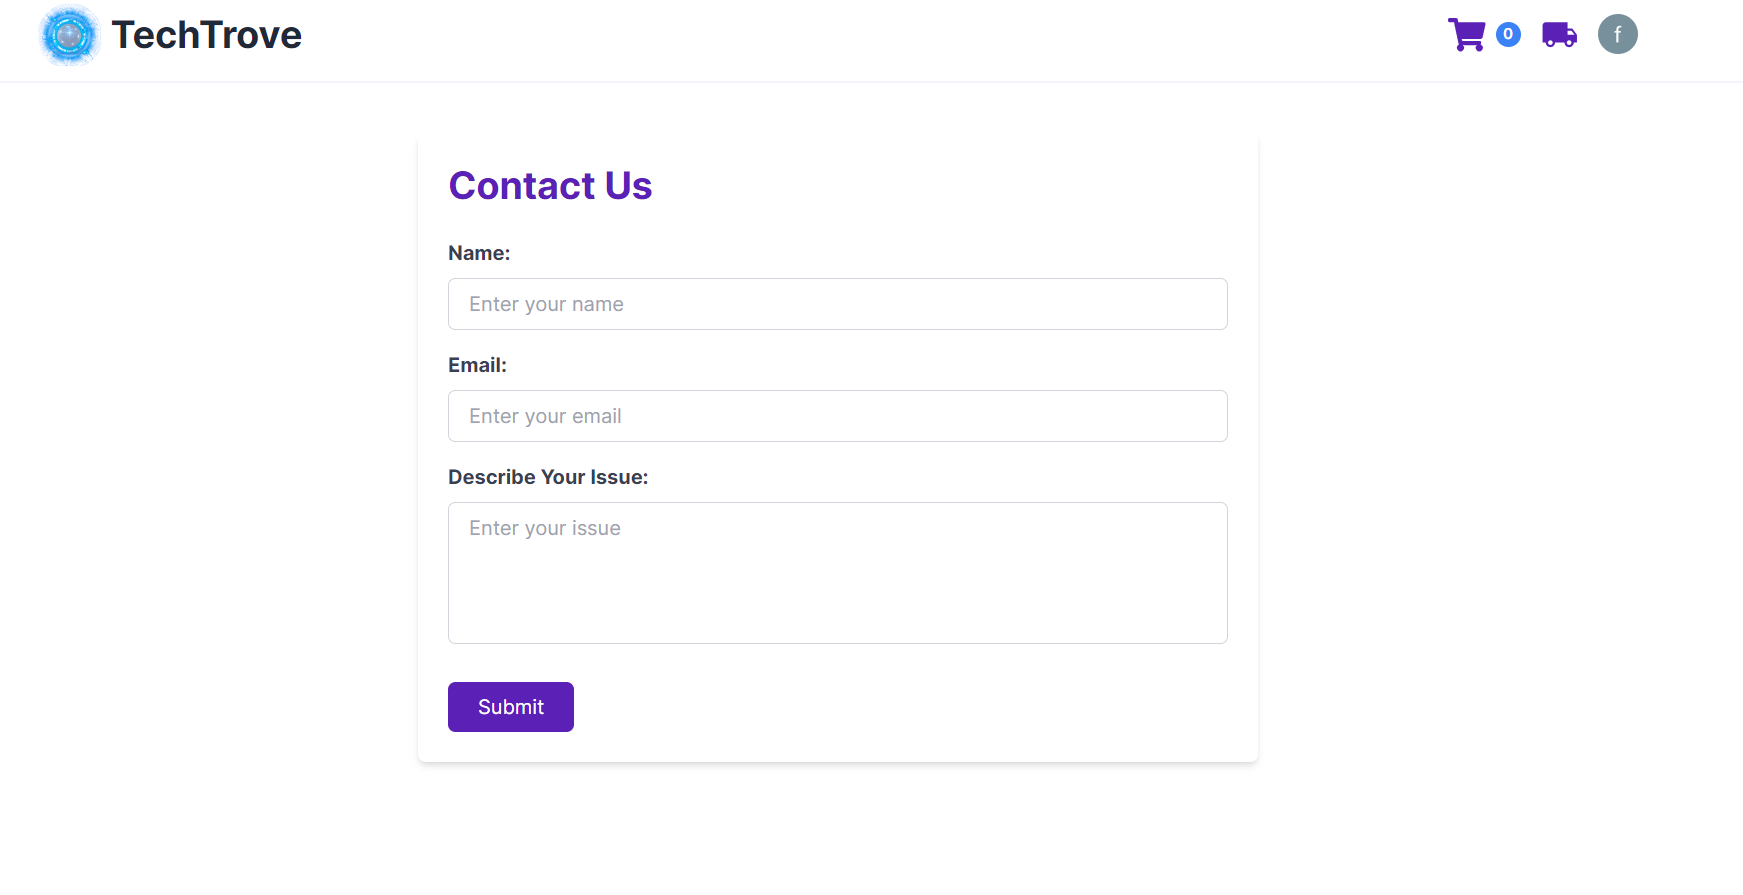 TechTrove
0
f
Contact Us
Name:
Enter your name
Email:
Enter your email
Describe Your Issue:
Enter your issue
Submit